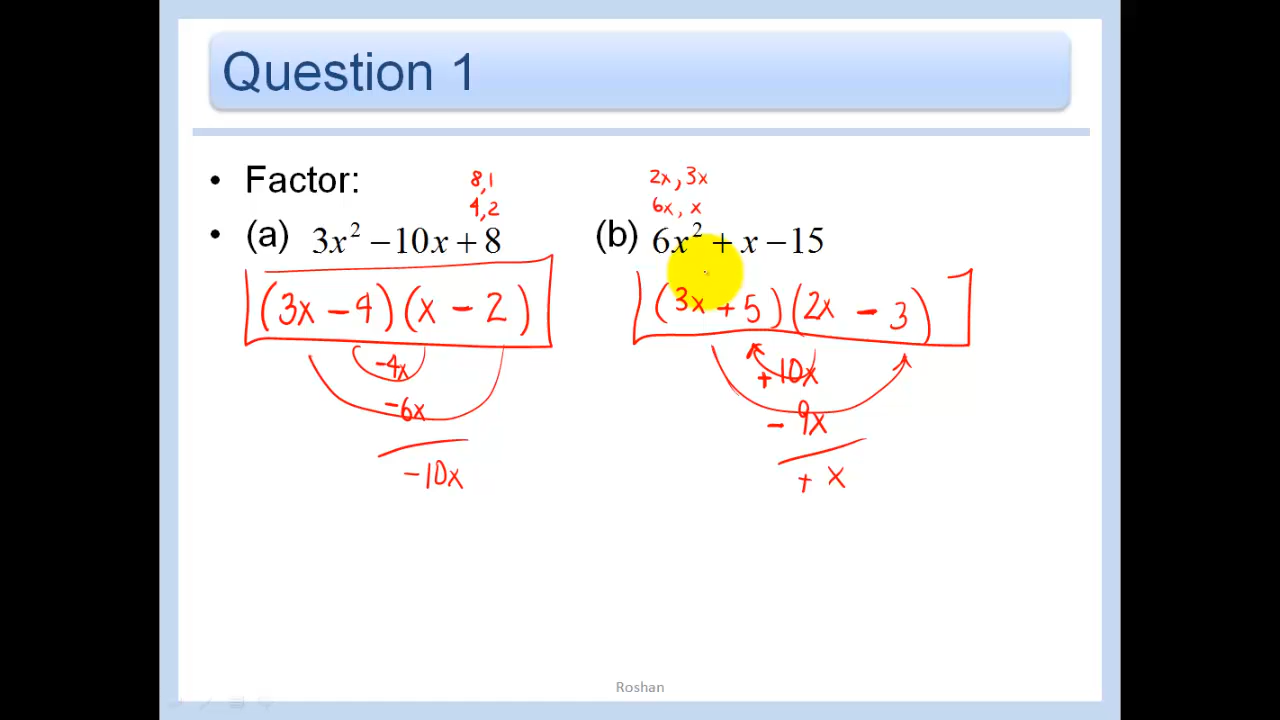 Question 1
• Factor:
8,1
4,2
2x, 3x
6x, x
• (a) 3x² − 10x + 8
(b) 6x² + x − 15
(3x − 4)(x − 2)
(3x + 5)(2x − 3)
−4x
−6x
−10x
+10x
− 9x
+ x
Roshan